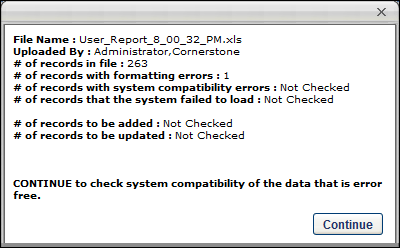 File Name : User_Report_8_00_32_PM.xls
Uploaded By : Administrator,Cornerstone
# of records in file : 263
# of records with formatting errors : 1
# of records with system compatibility errors : Not Checked
# of records that the system failed to load : Not Checked
# of records to be added : Not Checked
# of records to be updated : Not Checked
CONTINUE to check system compatibility of the data that is error
free.
Continue